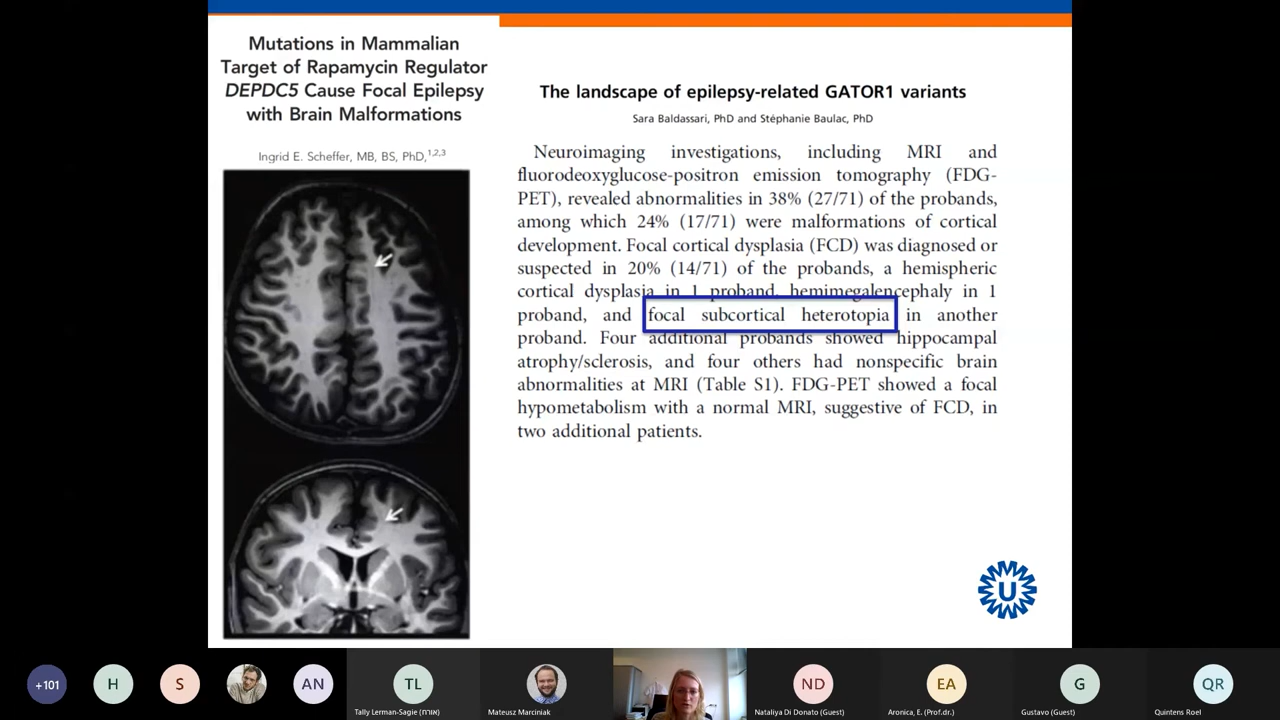 Mutations in Mammalian
Target of Rapamycin Regulator
DEPDC5 Cause Focal Epilepsy
with Brain Malformations
Ingrid E. Scheffer, MB, BS, PhD,1,2,3
The landscape of epilepsy-related GATOR1 variants
Sara Baldassari, PhD and Stéphanie Baulac, PhD
Neuroimaging investigations, including MRI and
fluorodeoxyglucose-positron emission tomography (FDG-
PET), revealed abnormalities in 38% (27/71) of the probands,
among which 24% (17/71) were malformations of cortical
development. Focal cortical dysplasia (FCD) was diagnosed or
suspected in 20% (14/71) of the probands, a hemispheric
cortical dysplasia in 1 proband, hemimegalencephaly in 1
proband, and focal subcortical heterotopia in another
proband. Four additional probands showed hippocampal
atrophy/sclerosis, and four others had nonspecific brain
abnormalities at MRI (Table S1). FDG-PET showed a focal
hypometabolism with a normal MRI, suggestive of FCD, in
two additional patients.
U
+101
H
S
AN
TL
Tally Lerman-Sagie (אורח)
Mateusz Marciniak
ND
Nataliya Di Donato (Guest)
EA
Aronica, E. (Prof.dr.)
G
Gustavo (Guest)
QR
Quintens Roel